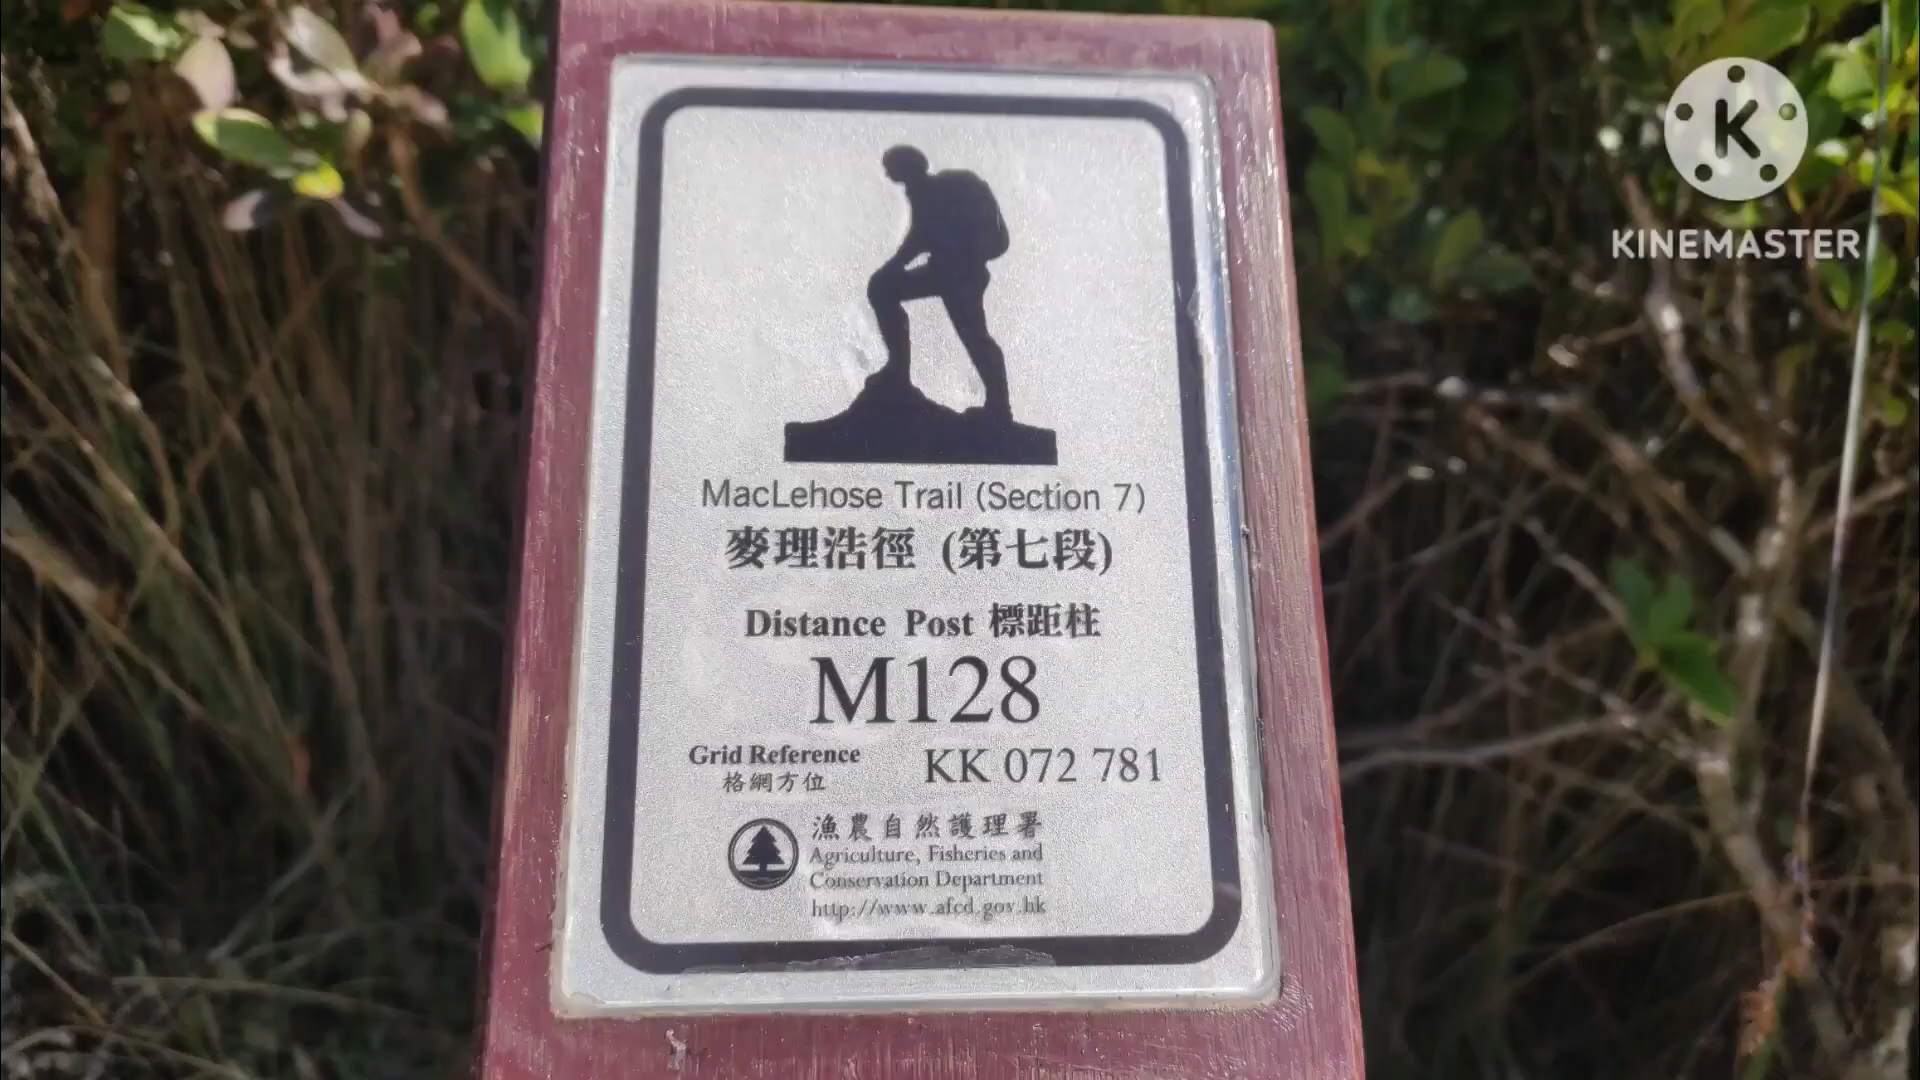 MacLehose Trail (Section 7)
麥理浩徑 (第七段)
Distance Post 標距柱
M128
Grid Reference KK 072 781
格網方位
漁農自然護理署
Agriculture, Fisheries and
Conservation Department
http://www.afcd.gov.hk
K
KINEMASTER